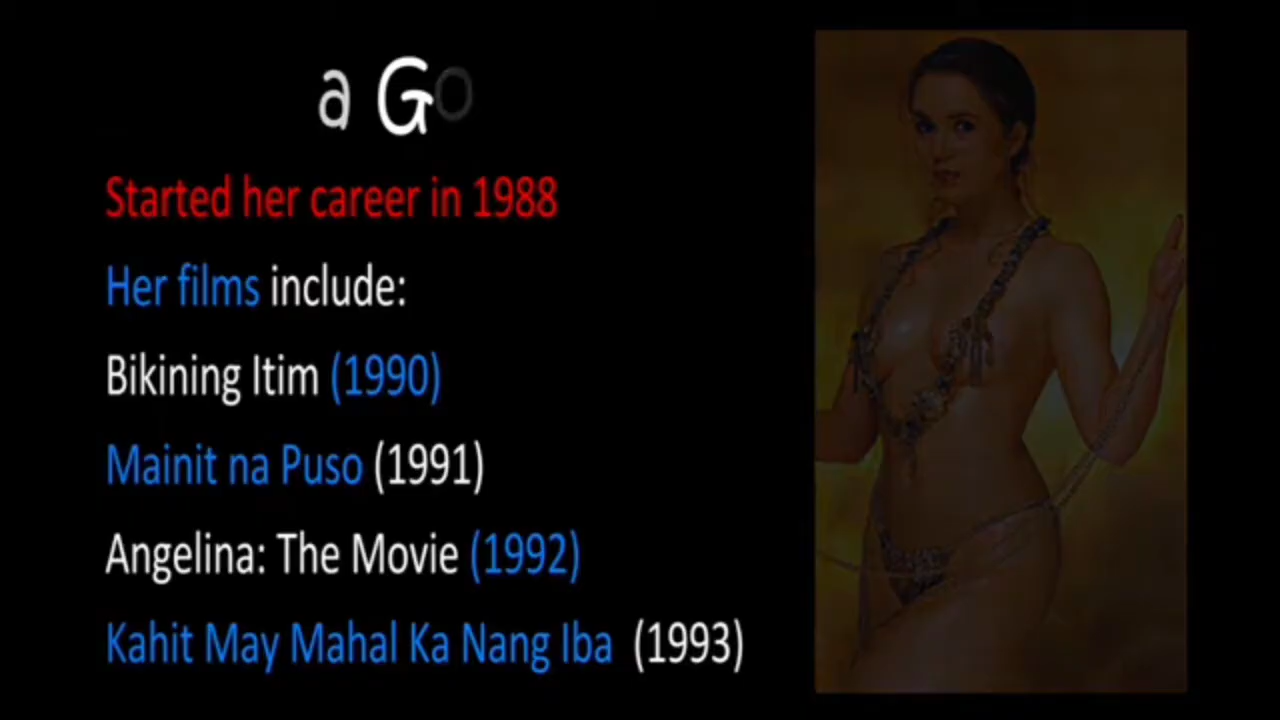 a Go
Started her career in 1988
Her films include:
Bikining Itim (1990)
Mainit na Puso (1991)
Angelina: The Movie (1992)
Kahit May Mahal Ka Nang Iba (1993)